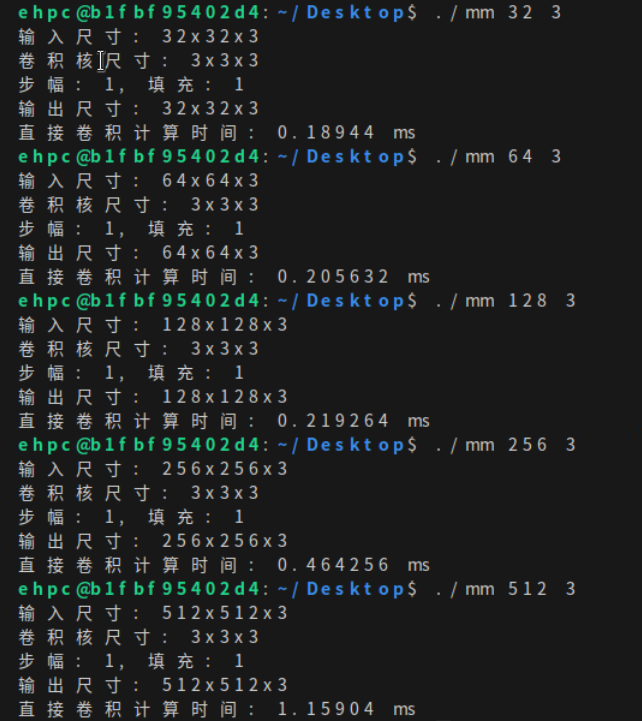 ehpc@b1fbf95402d4:~/Desktop$ ./mm 32 3
输入尺寸: 32x32x3
卷积核尺寸: 3x3x3
步幅: 1, 填充: 1
输出尺寸: 32x32x3
直接卷积计算时间: 0.18944 ms
ehpc@b1fbf95402d4:~/Desktop$ ./mm 64 3
输入尺寸: 64x64x3
卷积核尺寸: 3x3x3
步幅: 1, 填充: 1
输出尺寸: 64x64x3
直接卷积计算时间: 0.205632 ms
ehpc@b1fbf95402d4:~/Desktop$ ./mm 128 3
输入尺寸: 128x128x3
卷积核尺寸: 3x3x3
步幅: 1, 填充: 1
输出尺寸: 128x128x3
直接卷积计算时间: 0.219264 ms
ehpc@b1fbf95402d4:~/Desktop$ ./mm 256 3
输入尺寸: 256x256x3
卷积核尺寸: 3x3x3
步幅: 1, 填充: 1
输出尺寸: 256x256x3
直接卷积计算时间: 0.464256 ms
ehpc@b1fbf95402d4:~/Desktop$ ./mm 512 3
输入尺寸: 512x512x3
卷积核尺寸: 3x3x3
步幅: 1, 填充: 1
输出尺寸: 512x512x3
直接卷积计算时间: 1.15904 ms